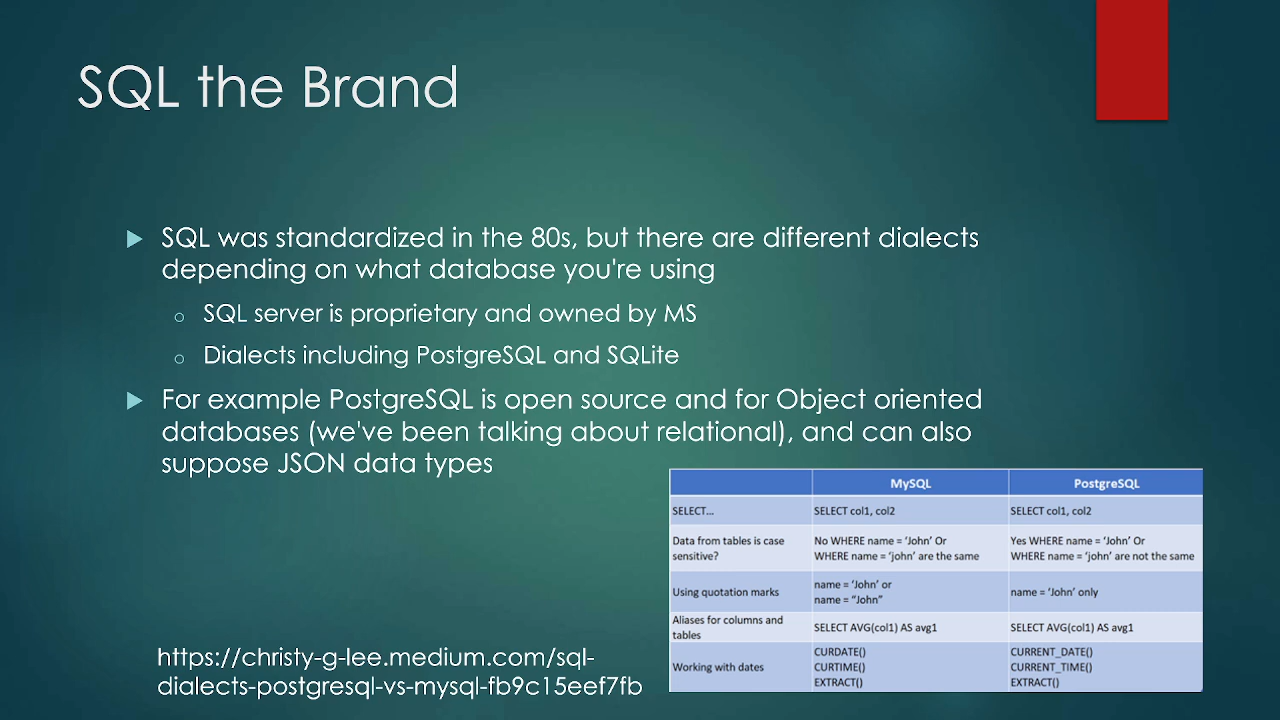 SQL the Brand
SQL was standardized in the 80s, but there are different dialects
depending on what database you're using
SQL server is proprietary and owned by MS
Dialects including PostgreSQL and SQLite
For example PostgreSQL is open source and for Object oriented
databases (we've been talking about relational), and can also
suppose JSON data types
MySQL PostgreSQL
SELECT... SELECT col1, col2 SELECT col1, col2
Data from tables is case No WHERE name = ‘John’ Or Yes WHERE name = ‘John’ Or
sensitive? WHERE name = ‘john’ are the same WHERE name = ‘john’ are not the same
name = ‘John’ or
Using quotation marks name = ‘John’ only
name = “John”
Aliases for columns and
SELECT AVG(col1) AS avg1 SELECT AVG(col1) AS avg1
tables
CURDATE() CURRENT_DATE()
Working with dates CURTIME() CURRENT_TIME()
EXTRACT() EXTRACT()
https://christy-g-lee.medium.com/sql-
dialects-postgresql-vs-mysql-fb9c15eef7fb